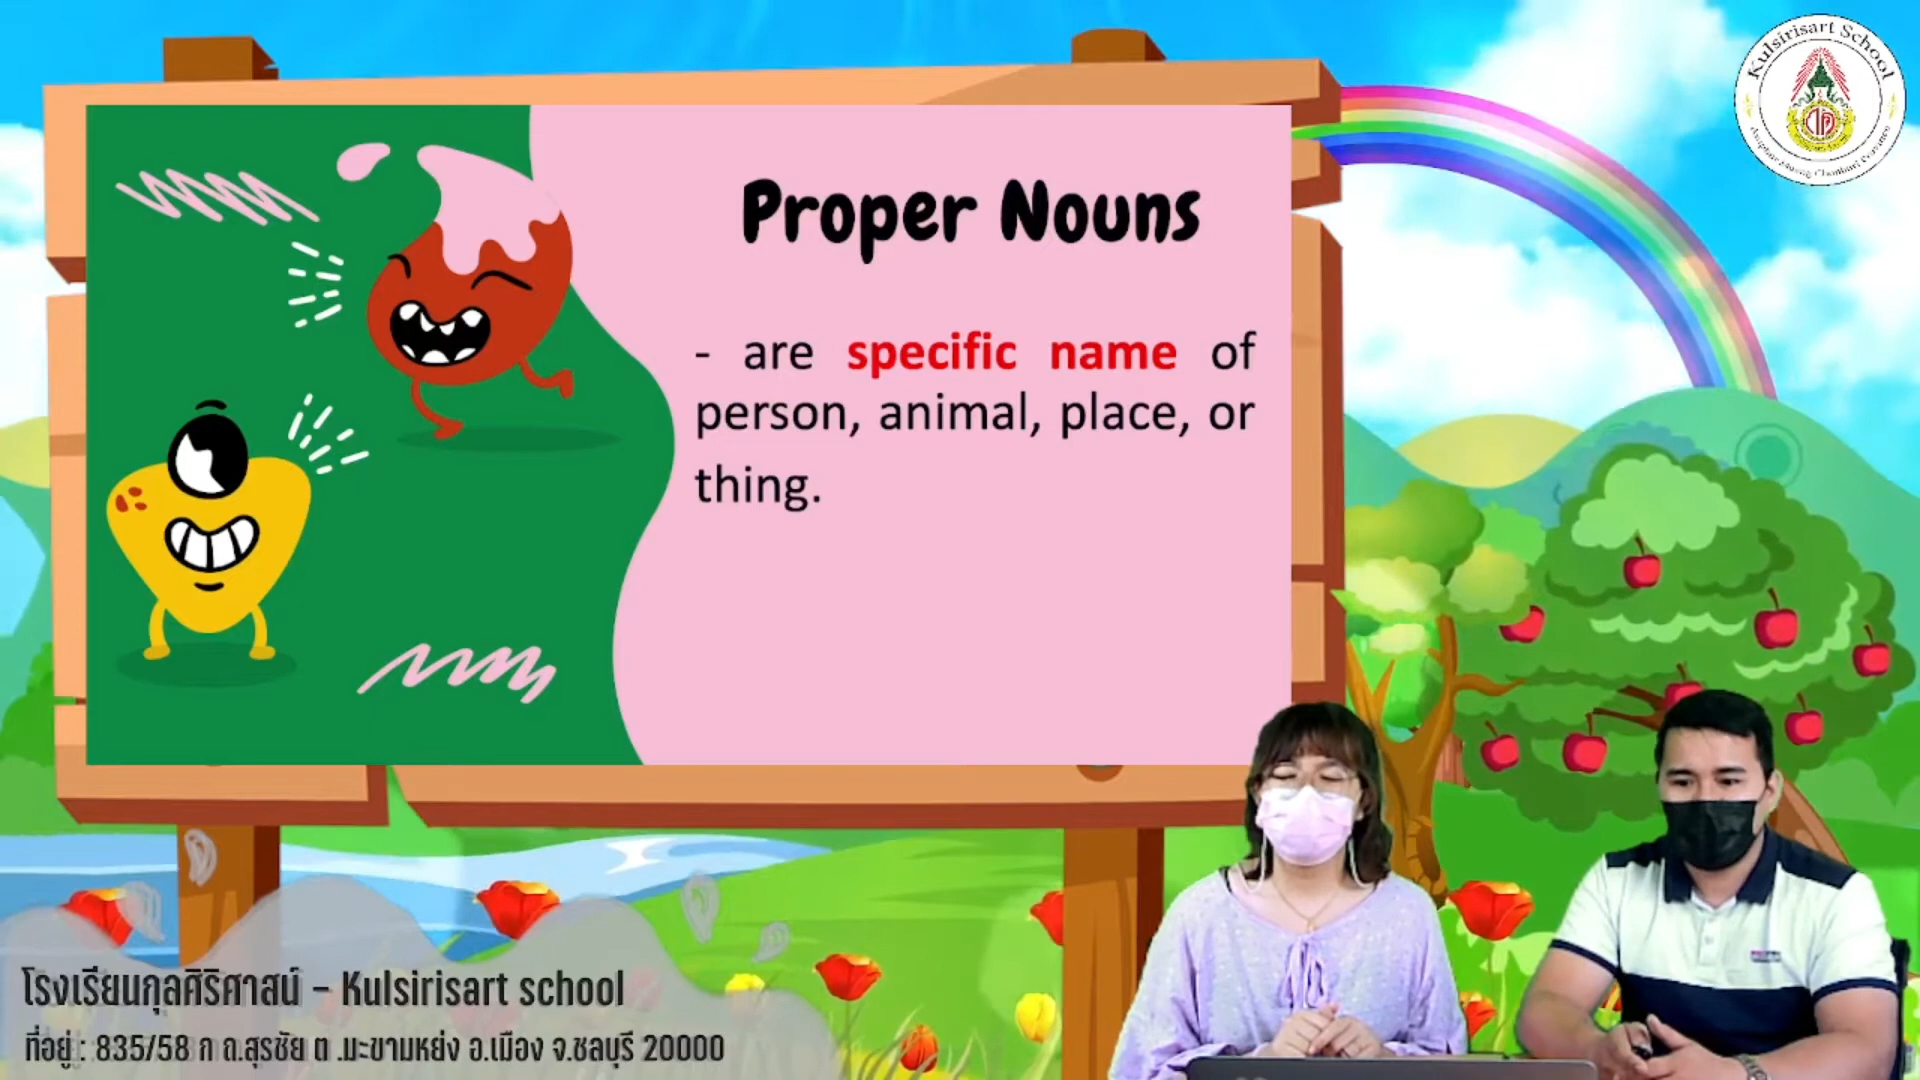 Kulsirisart School
Proper Nouns
- are specific name of
person, animal, place, or
thing.
โรงเรียนกุลศิริศาสน์ - Kulsirisart school
ที่อยู่ : 835/58 ก ถ.สุรชัย ต .มะขามหย่ง อ.เมือง จ.ชลบุรี 20000